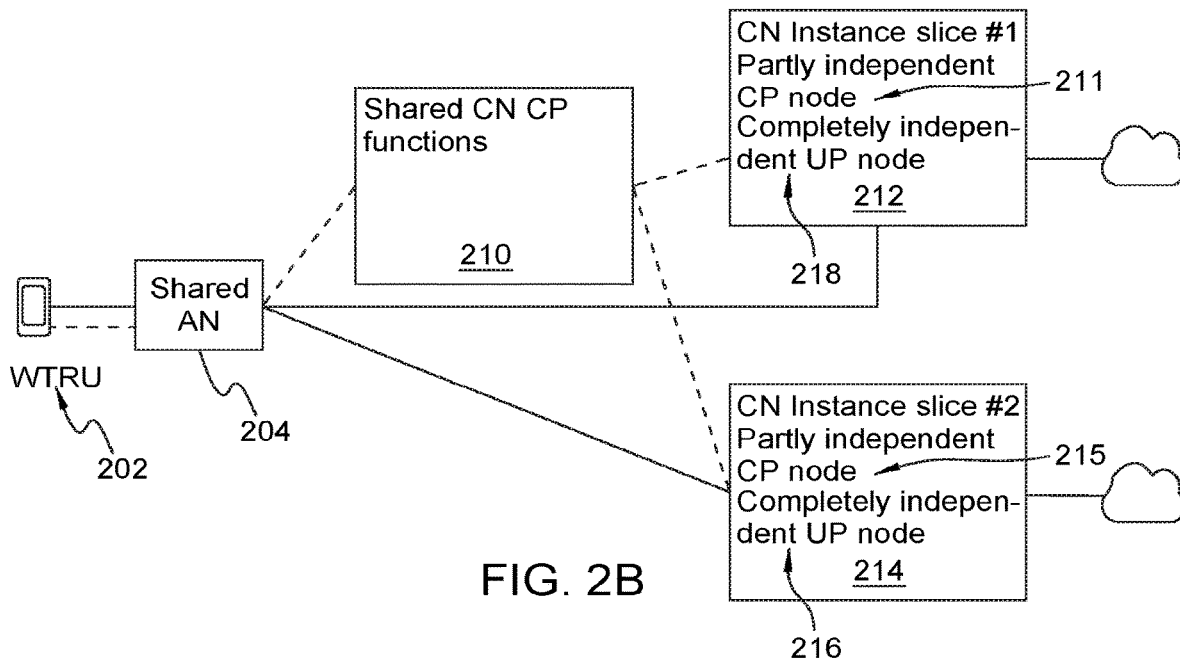 CN Instance slice #1
Partly independent
CP node
Completely indepen-
dent UP node
212
211
218
Shared CN CP
functions
210
Shared
AN
204
WTRU
202
CN Instance slice #2
Partly independent
CP node
Completely indepen-
dent UP node
214
215
216
FIG. 2B